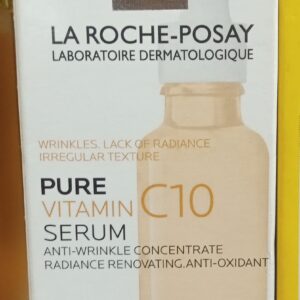 LA ROCHE-POSAY
LABORATOIRE DERMATOLOGIQUE
WRINKLES, LACK OF RADIANCE
IRREGULAR TEXTURE
PURE
VITAMIN C10
SERUM
ANTI-WRINKLE CONCENTRATE
RADIANCE RENOVATING.ANTI-OXIDANT